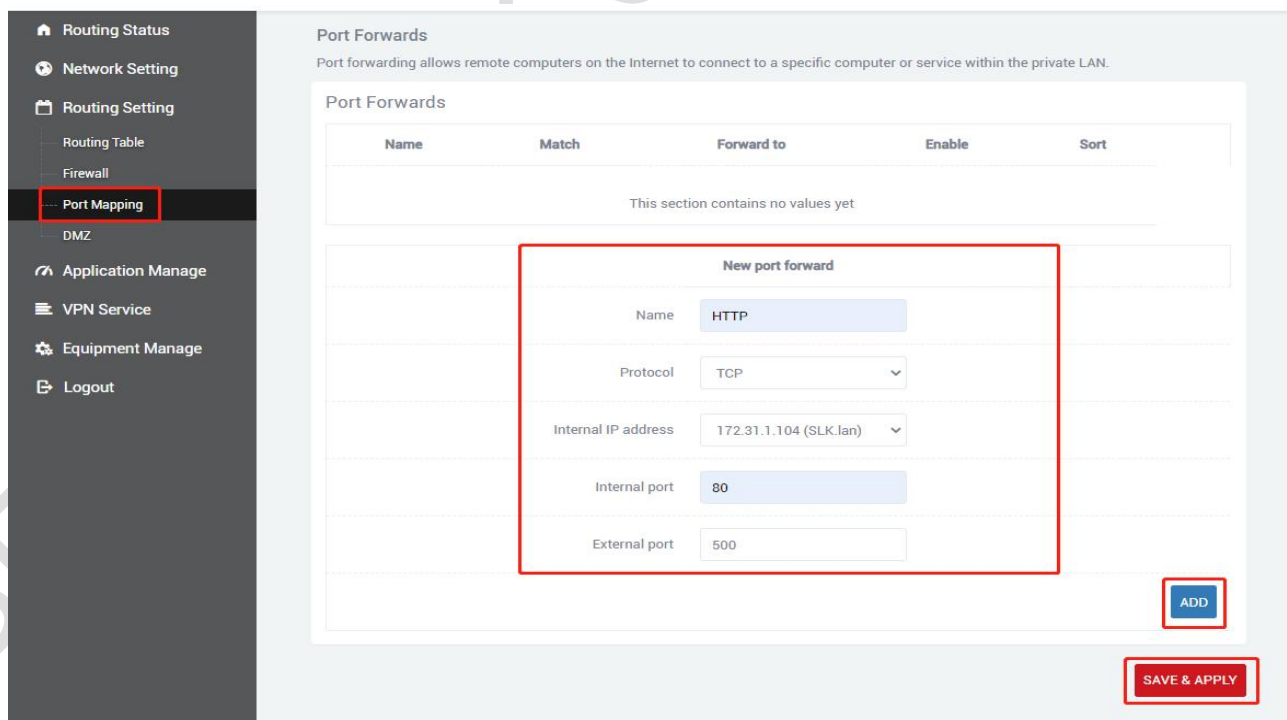 Routing Status
Network Setting
Routing Setting
Routing Table
Firewall
Port Mapping
DMZ
Application Manage
VPN Service
Equipment Manage
Logout
Port Forwards
Port forwarding allows remote computers on the Internet to connect to a specific computer or service within the private LAN.
Port Forwards
Name Match Forward to Enable Sort
This section contains no values yet
New port forward
Name HTTP
Protocol TCP
Internal IP address 172.31.1.104 (SLK.lan)
Internal port 80
External port 500
ADD
SAVE & APPLY